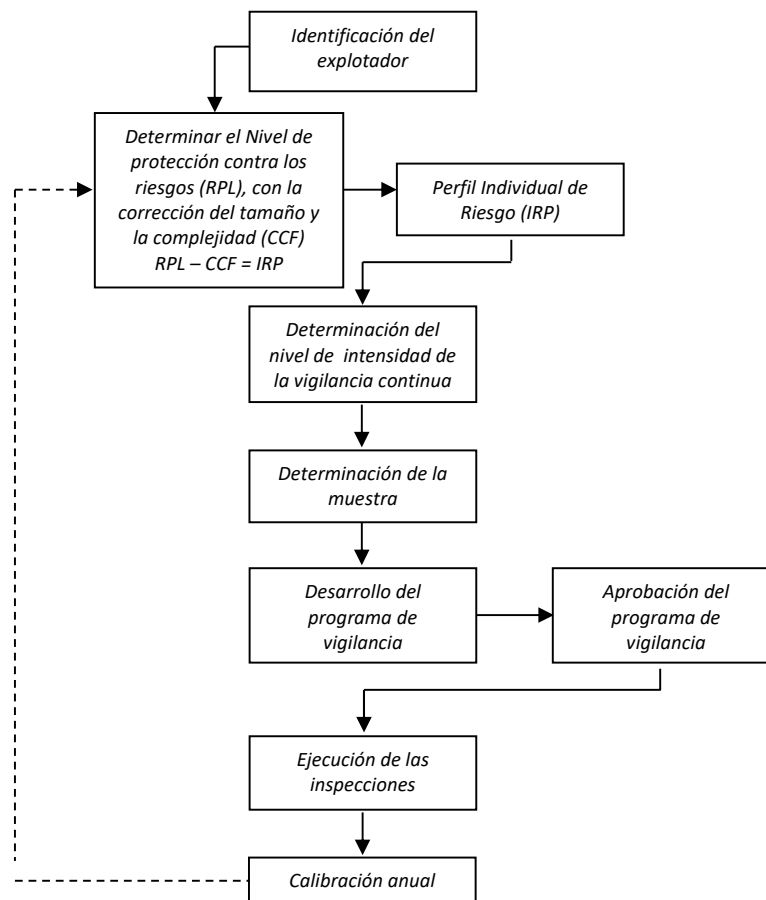 Identificación del
explotador
Determinar el Nivel de
protección contra los
riesgos (RPL), con la
corrección del tamaño y
la complejidad (CCF)
RPL – CCF = IRP
Perfil Individual de
Riesgo (IRP)
Determinación del
nivel de intensidad de
la vigilancia continua
Determinación de la
muestra
Desarrollo del
programa de
vigilancia
Aprobación del
programa de
vigilancia
Ejecución de las
inspecciones
Calibración anual